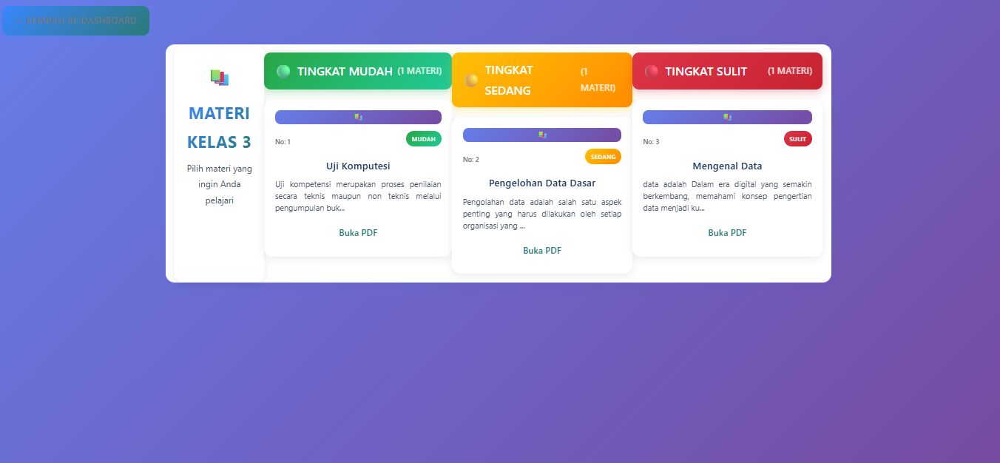 ← KEMBALI KE DASHBOARD
MATERI
KELAS 3
Pilih materi yang
ingin Anda
pelajari
TINGKAT MUDAH (1 MATERI)
No: 1 MUDAH
Uji Komputesi
Uji kompetensi merupakan proses penilaian
secara teknis maupun non teknis melalui
pengumpulan buk...
Buka PDF
TINGKAT
SEDANG
(1
MATERI)
No: 2 SEDANG
Pengelohan Data Dasar
Pengolahan data adalah salah satu aspek
penting yang harus dilakukan oleh setiap
organisasi yang ...
Buka PDF
TINGKAT SULIT (1 MATERI)
No: 3 SULIT
Mengenal Data
data adalah Dalam era digital yang semakin
berkembang, memahami konsep pengertian
data menjadi ku...
Buka PDF